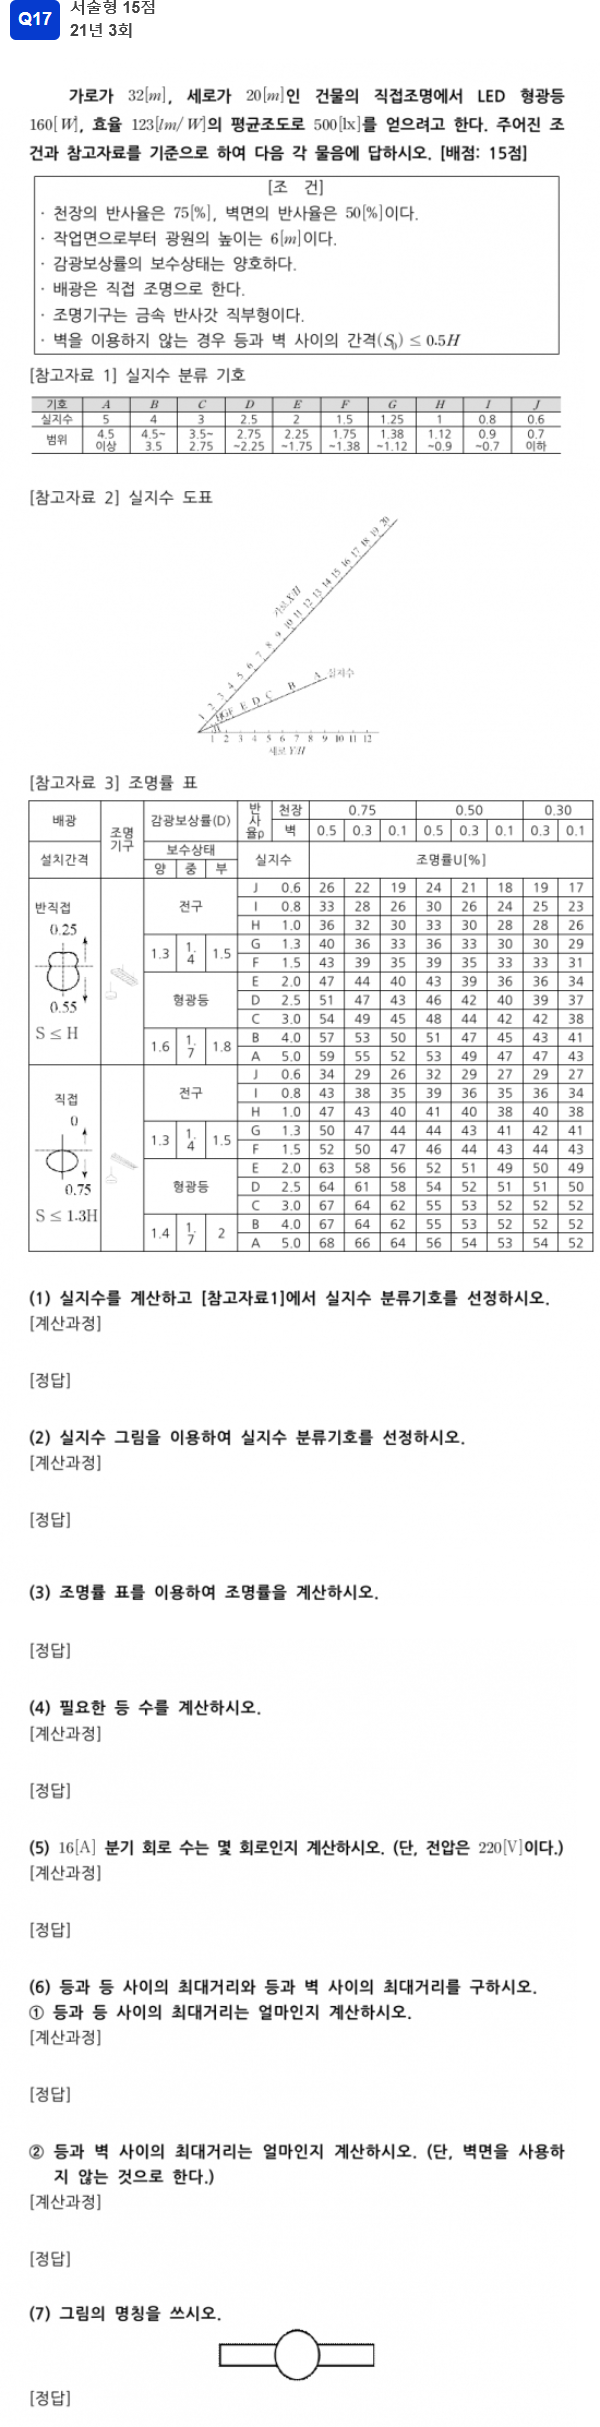 Q17
서술형 15점
21년 3회
가로가 32[m], 세로가 20[m]인 건물의 직접조명에서 LED 형광등
160[W], 효율 123[lm/W]의 평균조도로 500[lx]를 얻으려고 한다. 주어진 조
건과 참고자료를 기준으로 하여 다음 각 물음에 답하시오. [배점: 15점]
[조 건]
· 천장의 반사율은 75[%], 벽면의 반사율은 50[%]이다.
· 작업면으로부터 광원의 높이는 6[m]이다.
· 감광보상률의 보수상태는 양호하다.
· 배광은 직접 조명으로 한다.
· 조명기구는 금속 반사갓 직부형이다.
· 벽을 이용하지 않는 경우 등과 벽 사이의 간격(S₀) ≤ 0.5H
[참고자료 1] 실지수 분류 기호
기호 A B C D E F G H I J
실지수 5 4 3 2.5 2 1.5 1.25 1 0.8 0.6
범위 4.5 이상 4.5~ 3.5 3.5~ 2.75 2.75 ~2.25 2.25 ~1.75 1.75 ~1.38 1.38 ~1.12 1.12 ~0.9 0.9 ~0.7 0.7 이하
[참고자료 2] 실지수 도표
가로X/H
1 2 3 4 5 6 7 8 9 10 11 12 13 14 15 16 17 18 19 20
J I H G F E D C B A 실지수
1 2 3 4 5 6 7 8 9 10 11 12
세로Y/H
[참고자료 3] 조명률 표
배광 조명 기구 감광보상률(D) 반사율ρ 천장 0.75 0.50 0.30
벽 0.5 0.3 0.1 0.5 0.3 0.1 0.3 0.1
설치간격 보수상태 실지수 조명률U[%]
양 중 부
반직접
0.25
0.55
S ≤ H
전구
1.3 1.4 1.5
형광등
1.6 1.7 1.8
J 0.6 26 22 19 24 21 18 19 17
I 0.8 33 28 26 30 26 24 25 23
H 1.0 36 32 30 33 30 28 28 26
G 1.3 40 36 33 36 33 30 30 29
F 1.5 43 39 35 39 35 33 33 31
E 2.0 47 44 40 43 39 36 36 34
D 2.5 51 47 43 46 42 40 39 37
C 3.0 54 49 45 48 44 42 42 38
B 4.0 57 53 50 51 47 45 43 41
A 5.0 59 55 52 53 49 47 47 43
직접
0
0.75
S ≤ 1.3H
전구
1.3 1.4 1.5
형광등
1.4 1.7 2
J 0.6 34 29 26 32 29 27 29 27
I 0.8 43 38 35 39 36 35 36 34
H 1.0 47 43 40 41 40 38 40 38
G 1.3 50 47 44 44 43 41 42 41
F 1.5 52 50 47 46 44 43 44 43
E 2.0 63 58 56 52 51 49 50 49
D 2.5 64 61 58 54 52 51 51 50
C 3.0 67 64 62 55 53 52 52 52
B 4.0 67 64 62 55 53 52 52 52
A 5.0 68 66 64 56 54 53 54 52
(1) 실지수를 계산하고 [참고자료1]에서 실지수 분류기호를 선정하시오.
[계산과정]
[정답]
(2) 실지수 그림을 이용하여 실지수 분류기호를 선정하시오.
[계산과정]
[정답]
(3) 조명률 표를 이용하여 조명률을 계산하시오.
[정답]
(4) 필요한 등 수를 계산하시오.
[계산과정]
[정답]
(5) 16[A] 분기 회로 수는 몇 회로인지 계산하시오. (단, 전압은 220[V]이다.)
[계산과정]
[정답]
(6) 등과 등 사이의 최대거리와 등과 벽 사이의 최대거리를 구하시오.
① 등과 등 사이의 최대거리는 얼마인지 계산하시오.
[계산과정]
[정답]
② 등과 벽 사이의 최대거리는 얼마인지 계산하시오. (단, 벽면을 사용하
지 않는 것으로 한다.)
[계산과정]
[정답]
(7) 그림의 명칭을 쓰시오.
[정답]